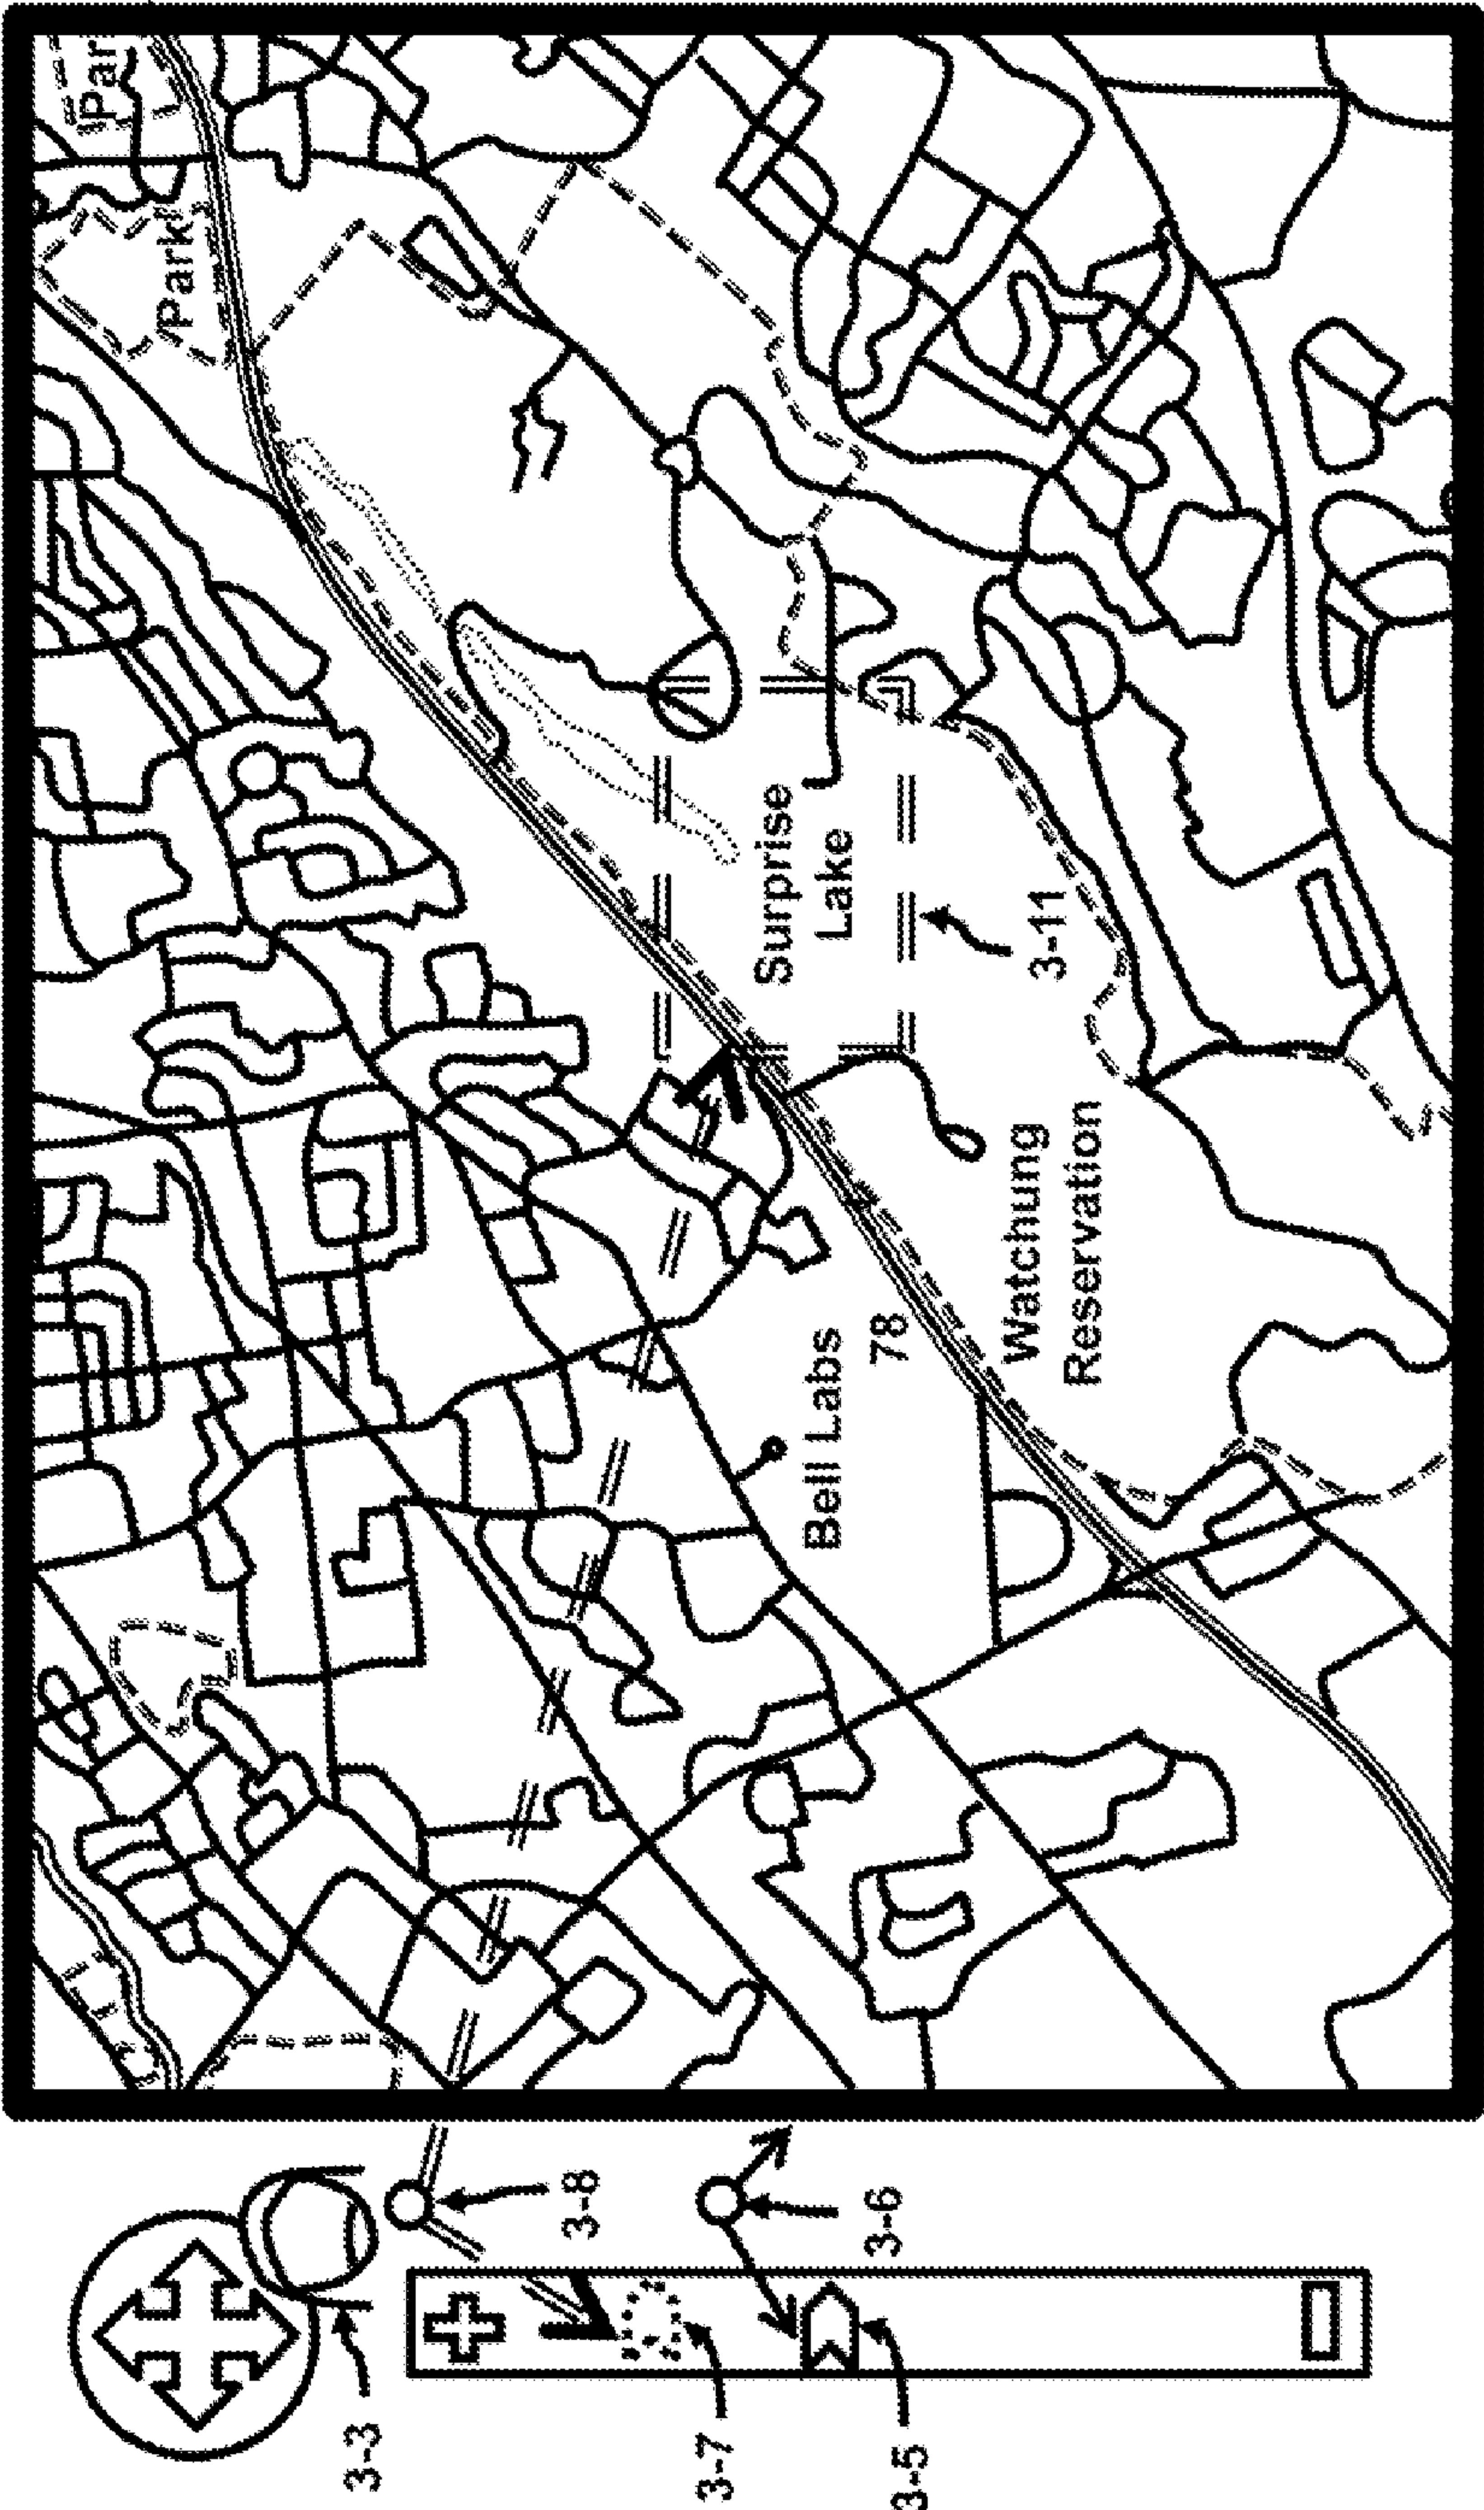 Par
Park
3-3
3-8
3-7
Surprise
Lake
Bell Labs
3-6
78
3-5
3-11
Watchung
Reservation